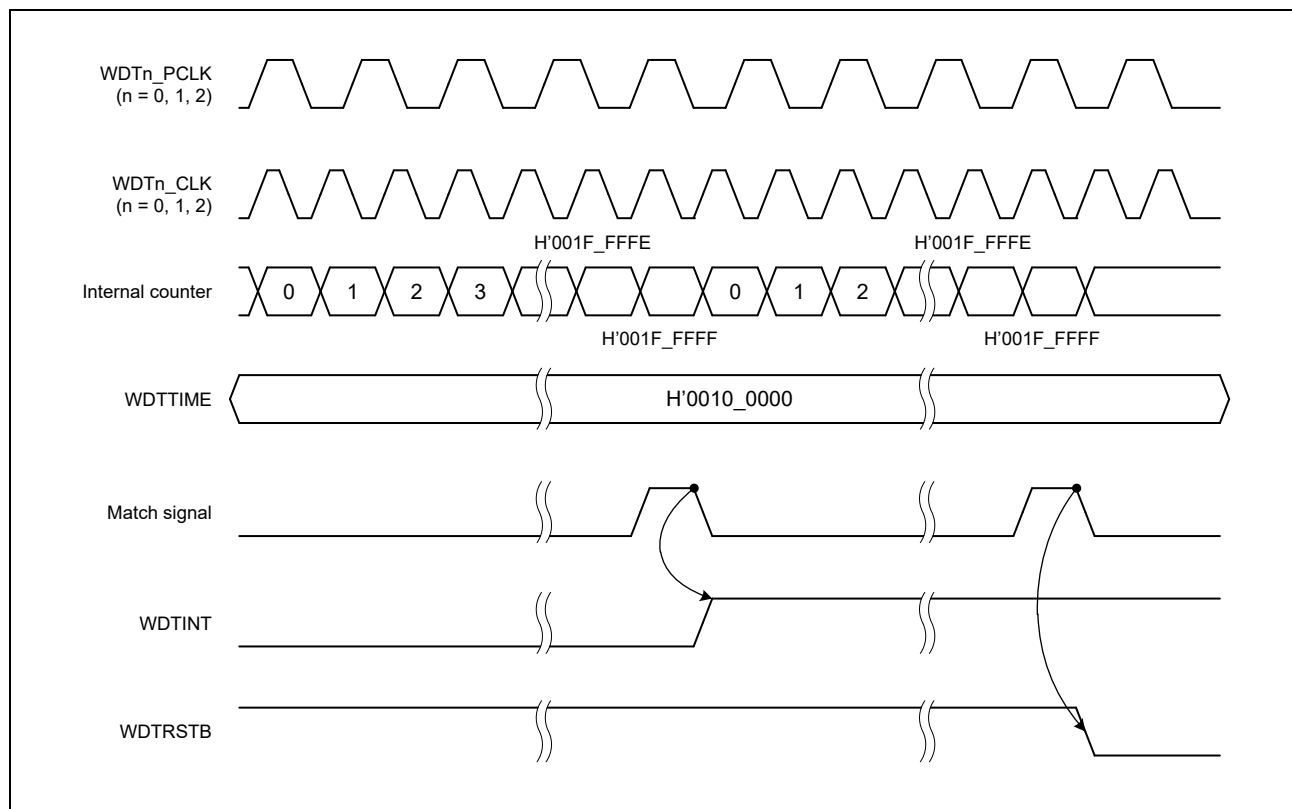 WDTn_PCLK
(n = 0, 1, 2)
WDTn_CLK
(n = 0, 1, 2)
H’001F_FFFE
H’001F_FFFE
Internal counter
0
1
2
3
0
1
2
H’001F_FFFF
H’001F_FFFF
WDTTIME
H’0010_0000
Match signal
WDTINT
WDTRSTB